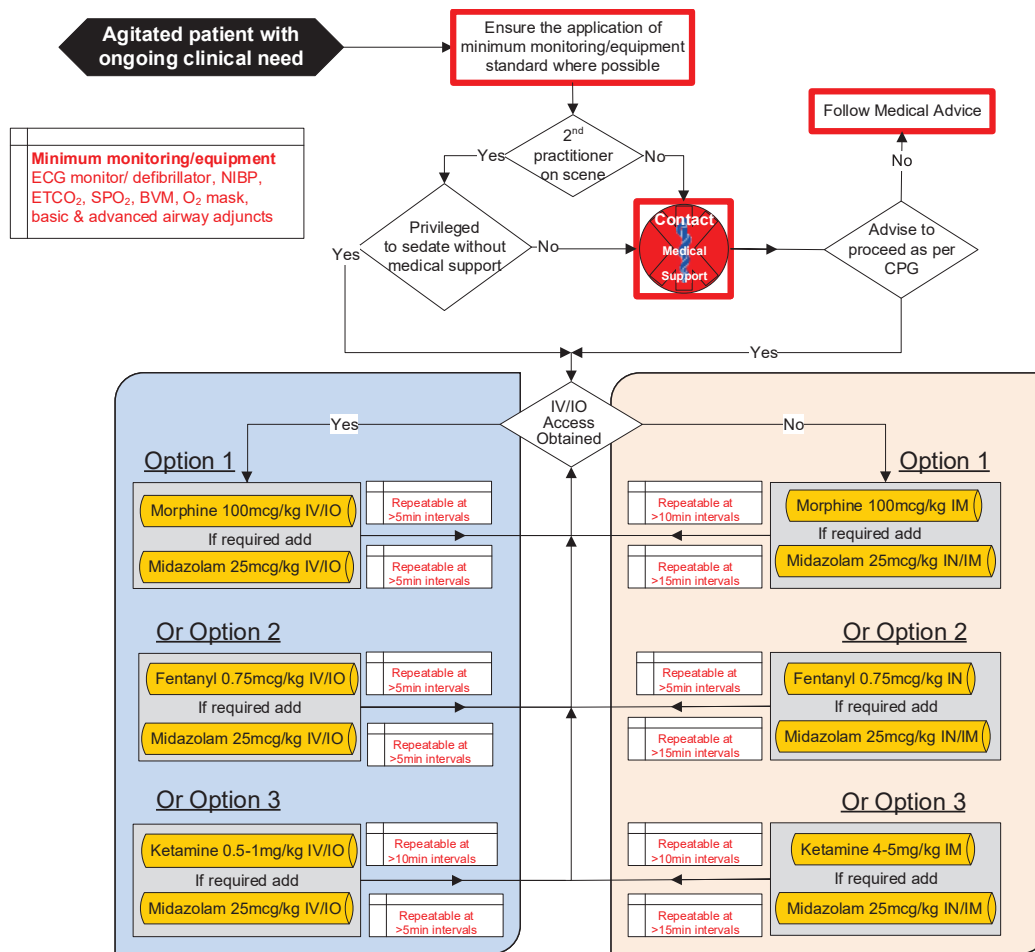 Agitated patient with
ongoing clinical need
Ensure the application of
minimum monitoring/equipment
standard where possible
Follow Medical Advice
Minimum monitoring/equipment
ECG monitor/ defibrillator, NIBP,
ETCO₂, SPO₂, BVM, O₂ mask,
basic & advanced airway adjuncts
2nd
practitioner
on scene
Yes
No
No
Privileged
to sedate without
medical support
Yes
No
Contact
Medical
Support
Advise to
proceed as per
CPG
Yes
IV/IO
Access
Obtained
Yes
No
Option 1
Morphine 100mcg/kg IV/IO
If required add
Midazolam 25mcg/kg IV/IO
Repeatable at
>5min intervals
Repeatable at
>5min intervals
Option 1
Repeatable at
>10min intervals
Repeatable at
>15min intervals
Morphine 100mcg/kg IM
If required add
Midazolam 25mcg/kg IN/IM
Or Option 2
Fentanyl 0.75mcg/kg IV/IO
If required add
Midazolam 25mcg/kg IV/IO
Repeatable at
>5min intervals
Repeatable at
>5min intervals
Or Option 2
Repeatable at
>5min intervals
Repeatable at
>15min intervals
Fentanyl 0.75mcg/kg IN
If required add
Midazolam 25mcg/kg IN/IM
Or Option 3
Ketamine 0.5-1mg/kg IV/IO
If required add
Midazolam 25mcg/kg IV/IO
Repeatable at
>10min intervals
Repeatable at
>5min intervals
Or Option 3
Repeatable at
>10min intervals
Repeatable at
>15min intervals
Ketamine 4-5mg/kg IM
If required add
Midazolam 25mcg/kg IN/IM